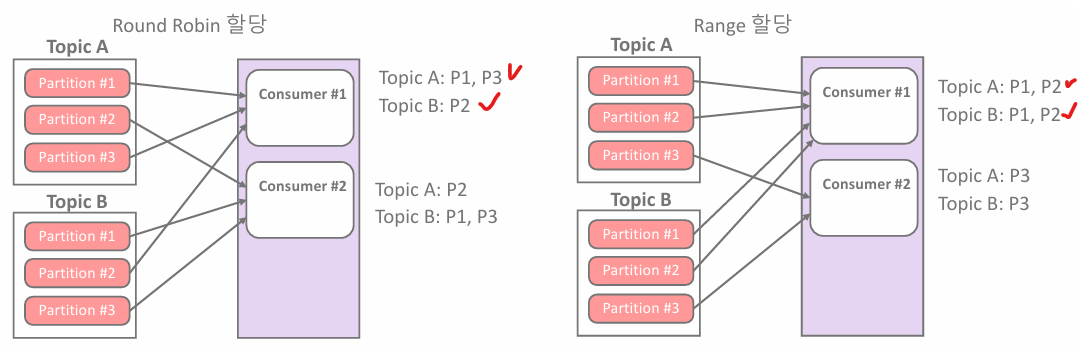 Round Robin 할당
Topic A
Partition #1
Partition #2
Partition #3
Topic B
Partition #1
Partition #2
Partition #3
Consumer #1
Consumer #2
Topic A: P1, P3
Topic B: P2
Topic A: P2
Topic B: P1, P3
Range 할당
Topic A
Partition #1
Partition #2
Partition #3
Topic B
Partition #1
Partition #2
Partition #3
Consumer #1
Consumer #2
Topic A: P1, P2
Topic B: P1, P2
Topic A: P3
Topic B: P3